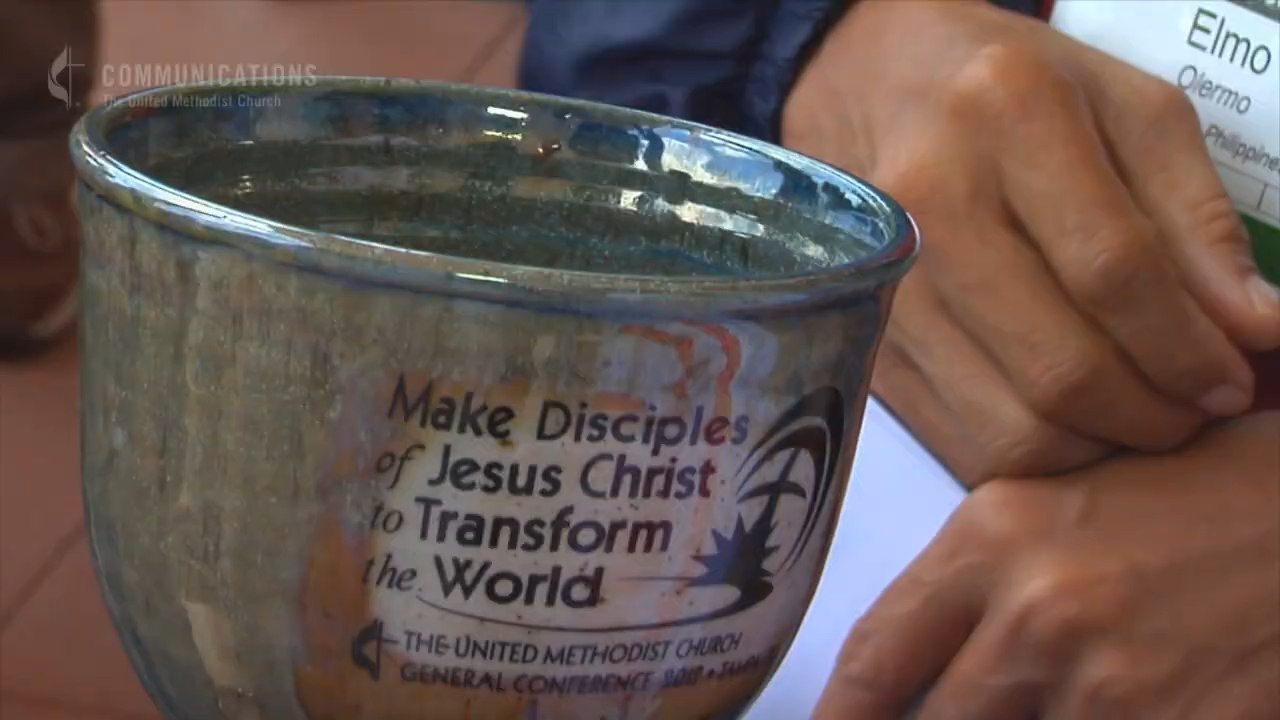 COMMUNICATIONS
The United Methodist Church
Elmo
Olermo
Philippine
Make Disciples
of Jesus Christ
to Transform
the World
THE UNITED METHODIST CHURCH
GENERAL CONFERENCE